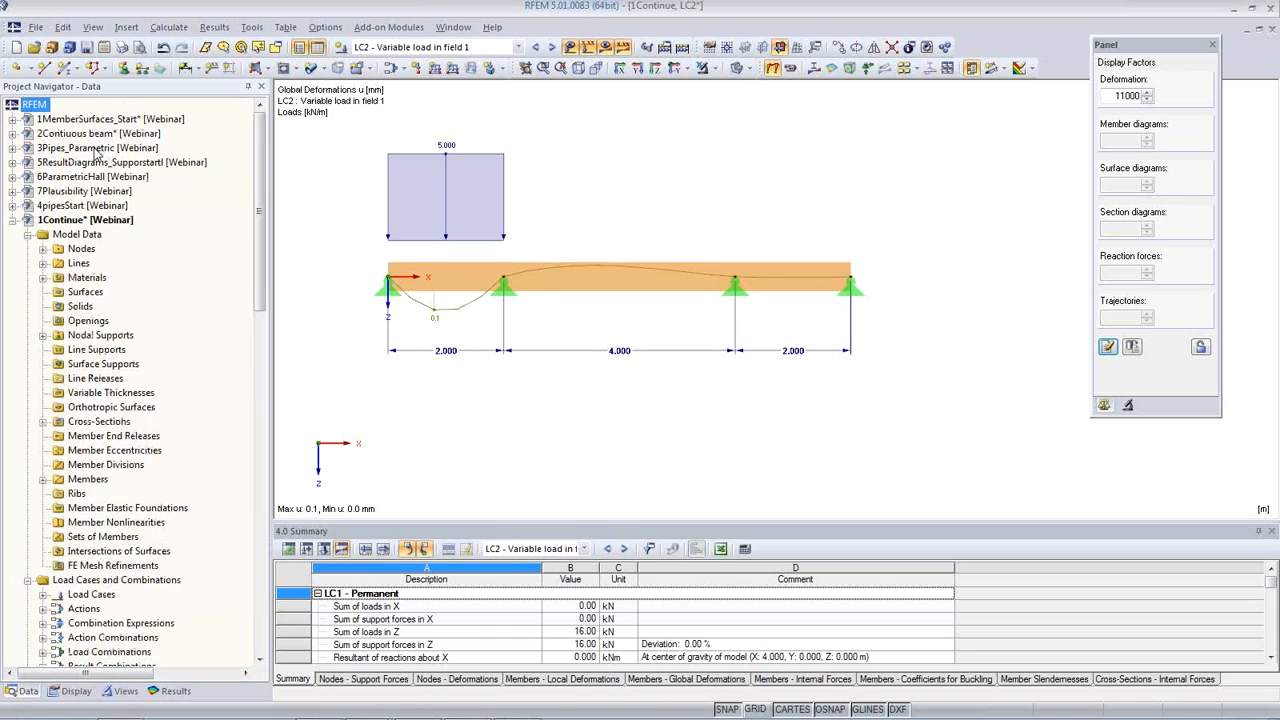 RFEM 5.01.0083 (64bit) - [1Continue, LC2*]
File Edit View Insert Calculate Results Tools Table Options Add-on Modules Window Help
LC2 - Variable load in field 1
Project Navigator - Data
RFEM
1MemberSurfaces_Start* [Webinar]
2Contiuous beam* [Webinar]
3Pipes_Parametric [Webinar]
5ResultDiagrams_Supporstartl [Webinar]
6ParametricHall [Webinar]
7Plausibility [Webinar]
4pipesStart [Webinar]
1Continue* [Webinar]
Model Data
Nodes
Lines
Materials
Surfaces
Solids
Openings
Nodal Supports
Line Supports
Surface Supports
Line Releases
Variable Thicknesses
Orthotropic Surfaces
Cross-Sections
Member End Releases
Member Eccentricities
Member Divisions
Members
Ribs
Member Elastic Foundations
Member Nonlinearities
Sets of Members
Intersections of Surfaces
FE Mesh Refinements
Load Cases and Combinations
Load Cases
Actions
Combination Expressions
Action Combinations
Load Combinations
Result Combinations
Data Display Views Results
Global Deformations u [mm]
LC2 : Variable load in field 1
Loads [kN/m]
5.000
X
Z
0.1
2.000 4.000 2.000
X
Z
Max u: 0.1, Min u: 0.0 mm
[m]
Panel
Display Factors
Deformation:
11000
Member diagrams:
Surface diagrams:
Section diagrams:
Reaction forces:
Trajectories:
4.0 Summary
LC2 - Variable load in f
A B C D
Description Value Unit Comment
LC1 - Permanent
Sum of loads in X 0.00 kN
Sum of support forces in X 0.00 kN
Sum of loads in Z 16.00 kN
Sum of support forces in Z 16.00 kN Deviation: 0.00 %
Resultant of reactions about X 0.000 kNm At center of gravity of model (X: 4.000, Y: 0.000, Z: 0.000 m)
Summary Nodes - Support Forces Nodes - Deformations Members - Local Deformations Members - Global Deformations Members - Internal Forces Members - Coefficients for Buckling Member Slendernesses Cross-Sections - Internal Forces
SNAP GRID CARTES OSNAP GLINES DXF